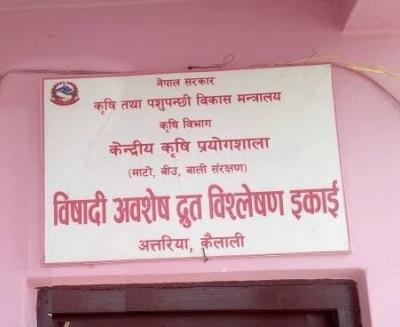 नेपाल सरकार
कृषि तथा पशुपन्छी विकास मन्त्रालय
कृषि विभाग
केन्द्रीय कृषि प्रयोगशाला
(माटो, बीउ, बाली संरक्षण)
विषादी अवशेष द्रुत विश्लेषण इकाई
अत्तरिया, कैलाली